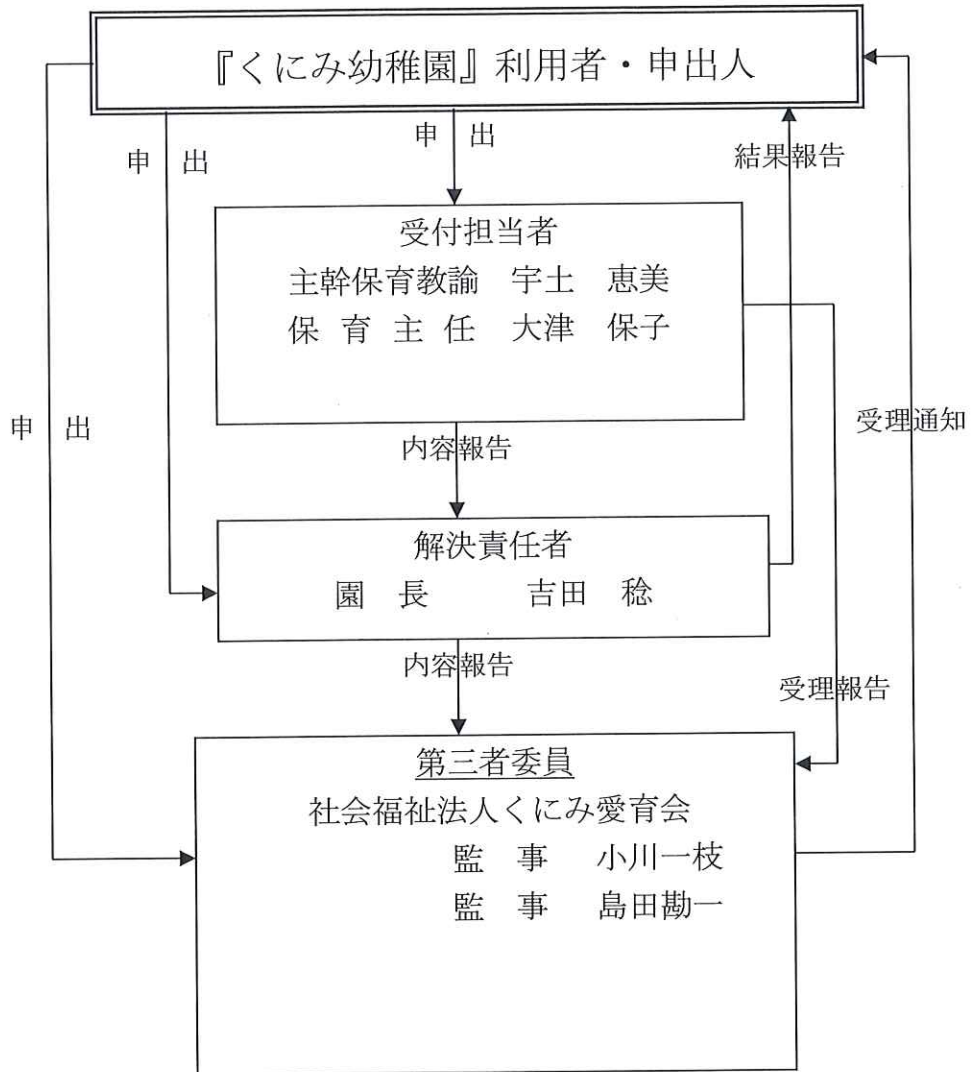 『くにみ幼稚園』利用者・申出人
申 出
申 出
結果報告
受付担当者
主幹保育教諭 宇土 恵美
保 育 主 任 大津 保子
申 出
受理通知
内容報告
解決責任者
園 長 吉田 稔
内容報告
受理報告
第三者委員
社会福祉法人くにみ愛育会
監 事 小川一枝
監 事 島田勘一